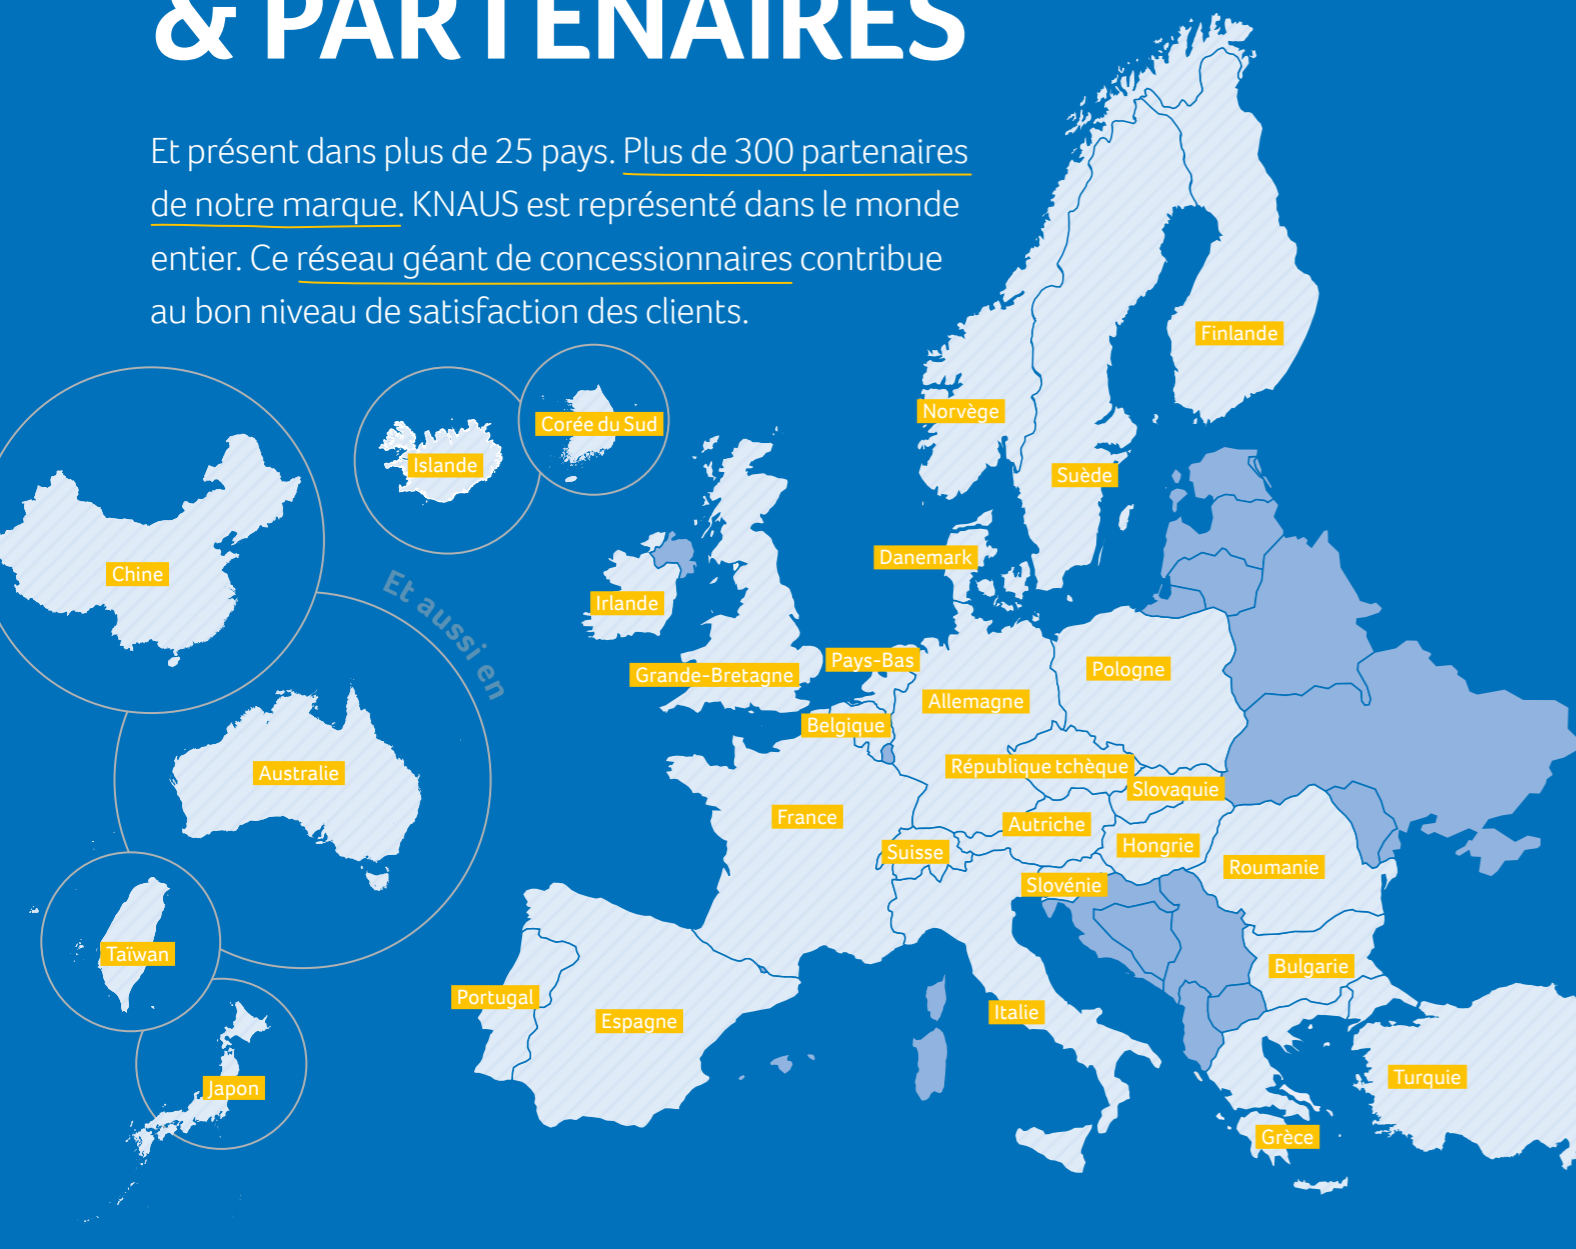 & PARTENAIRES
Et présent dans plus de 25 pays. Plus de 300 partenaires
de notre marque. KNAUS est représenté dans le monde
entier. Ce réseau géant de concessionnaires contribue
au bon niveau de satisfaction des clients.
Finlande
Norvège
Corée du Sud
Islande
Suède
Danemark
Chine
Irlande
Et aussi en
Pays-Bas
Pologne
Grande-Bretagne
Allemagne
Belgique
République tchèque
Australie
Slovaquie
France
Autriche
Hongrie
Suisse
Roumanie
Slovénie
Taïwan
Bulgarie
Portugal
Italie
Espagne
Turquie
Japon
Grèce